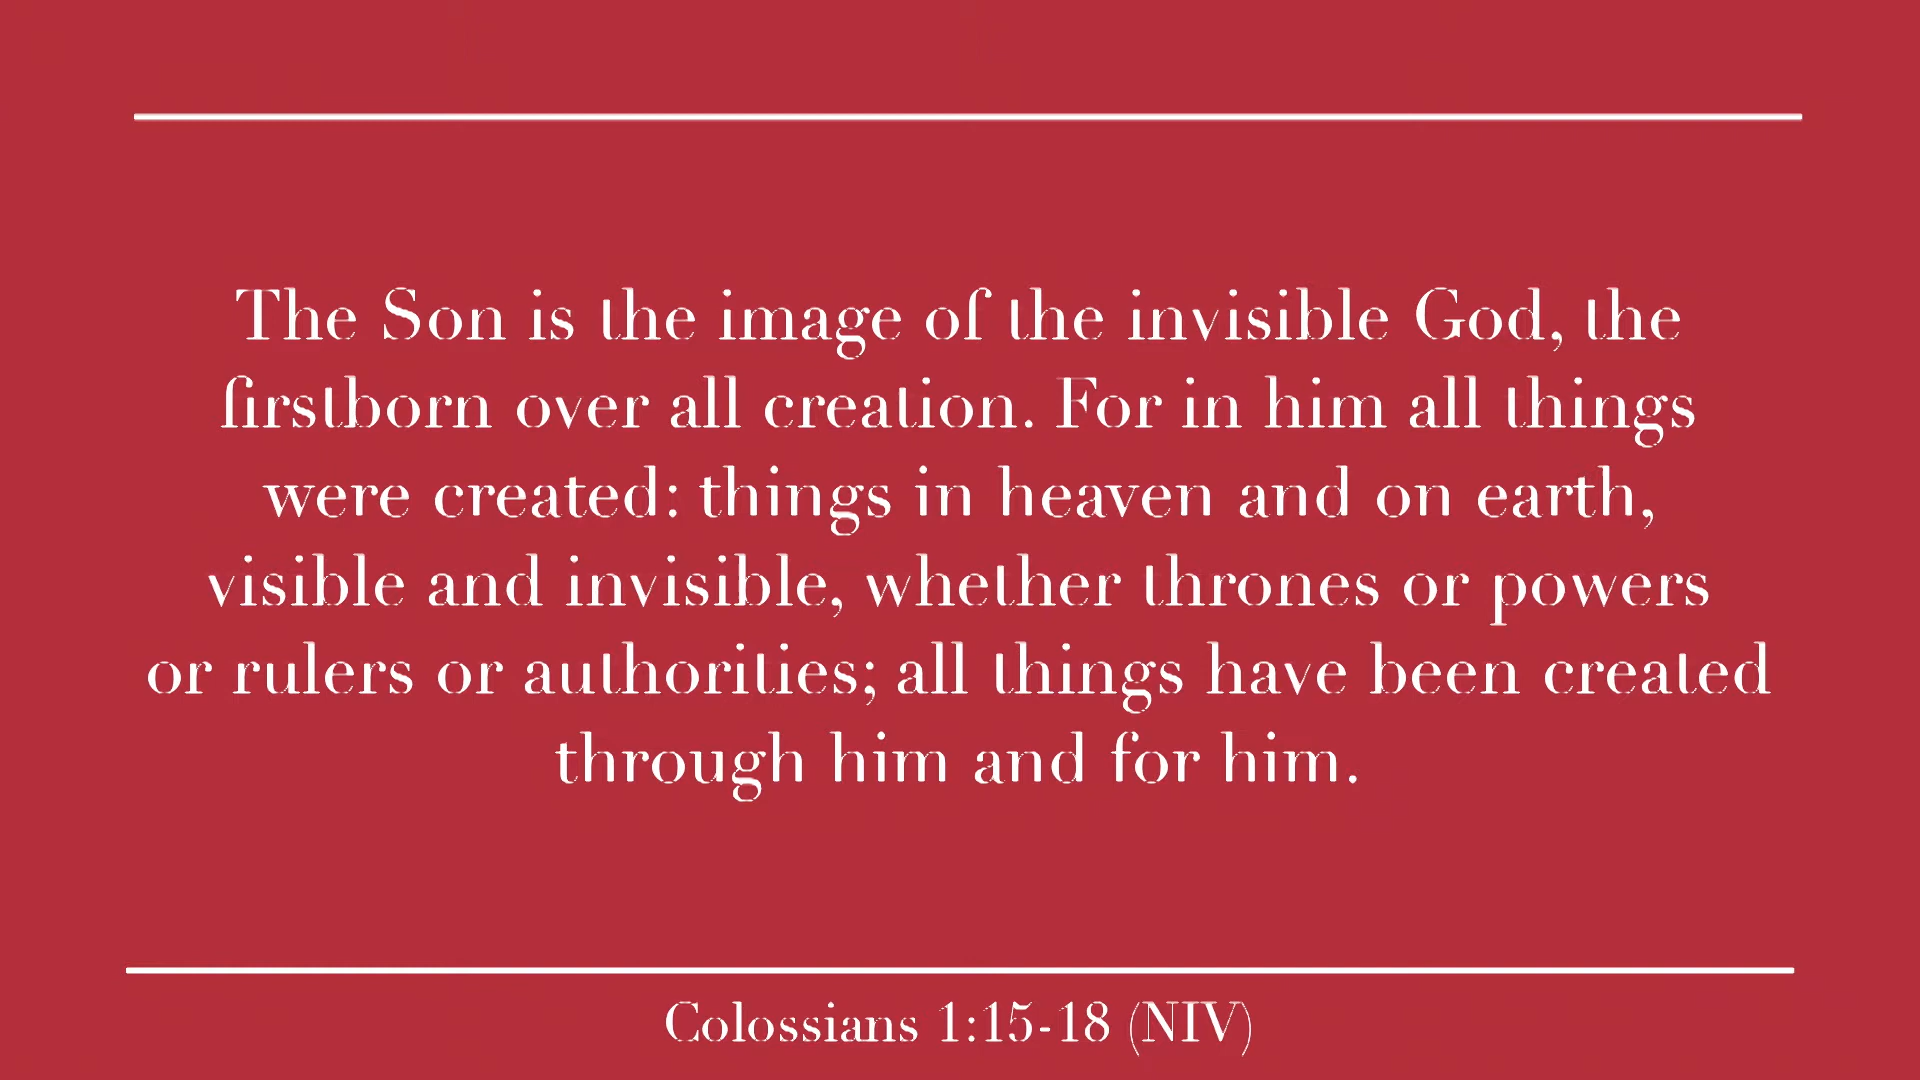 The Son is the image of the invisible God, the
firstborn over all creation. For in him all things
were created: things in heaven and on earth,
visible and invisible, whether thrones or powers
or rulers or authorities; all things have been created
through him and for him.
Colossians 1:15-18 (NIV)